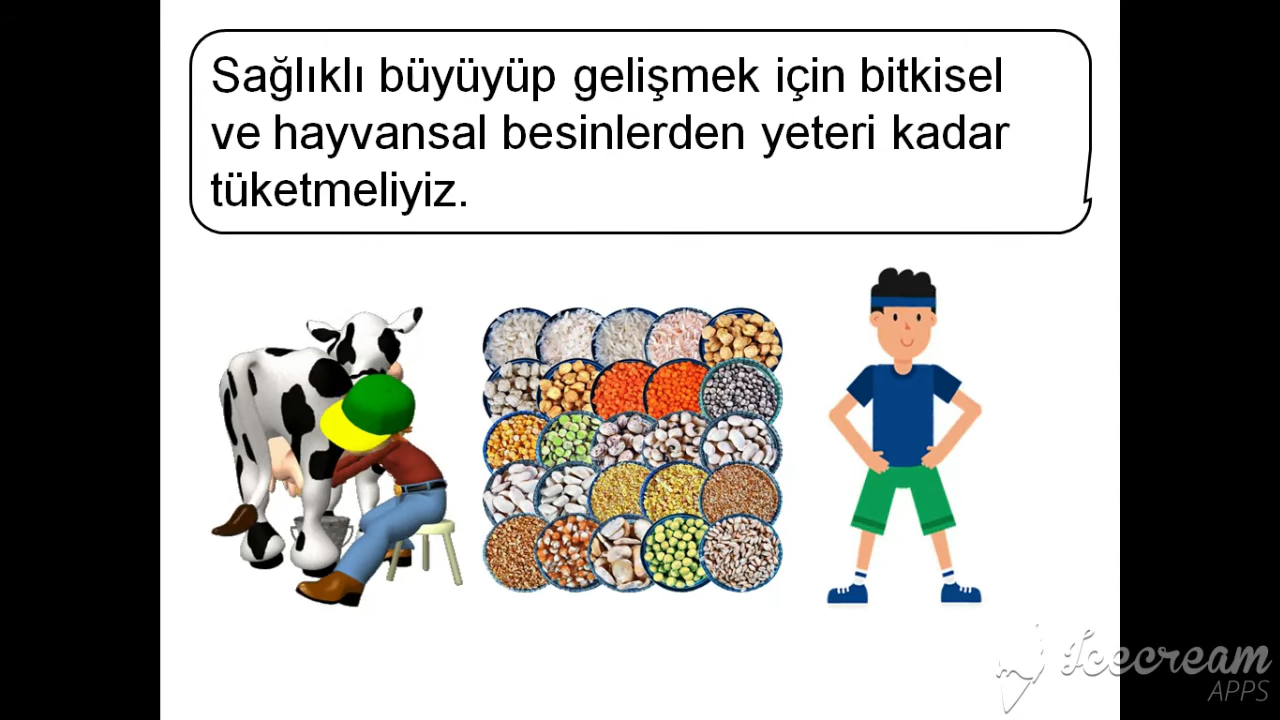 Sağlıklı büyüyüp gelişmek için bitkisel
ve hayvansal besinlerden yeteri kadar
tüketmeliyiz.
Icecream
APPS